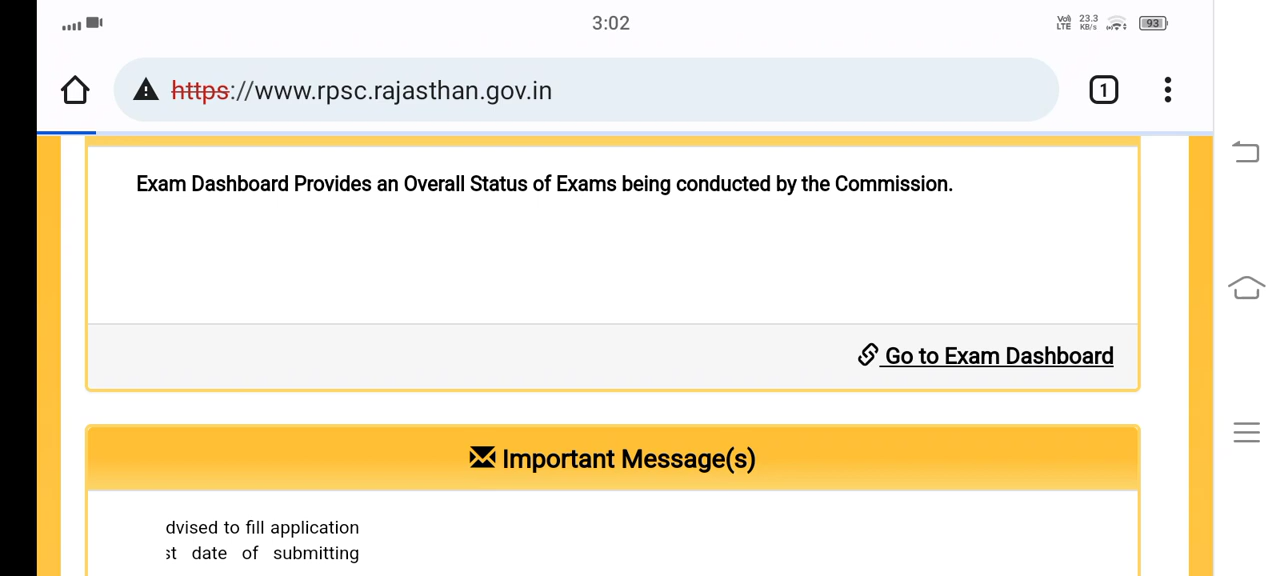 3:02
Vo) LTE 23.3 KB/s 93
https://www.rpsc.rajasthan.gov.in
1
Exam Dashboard Provides an Overall Status of Exams being conducted by the Commission.
Go to Exam Dashboard
Important Message(s)
dvised to fill application
st date of submitting